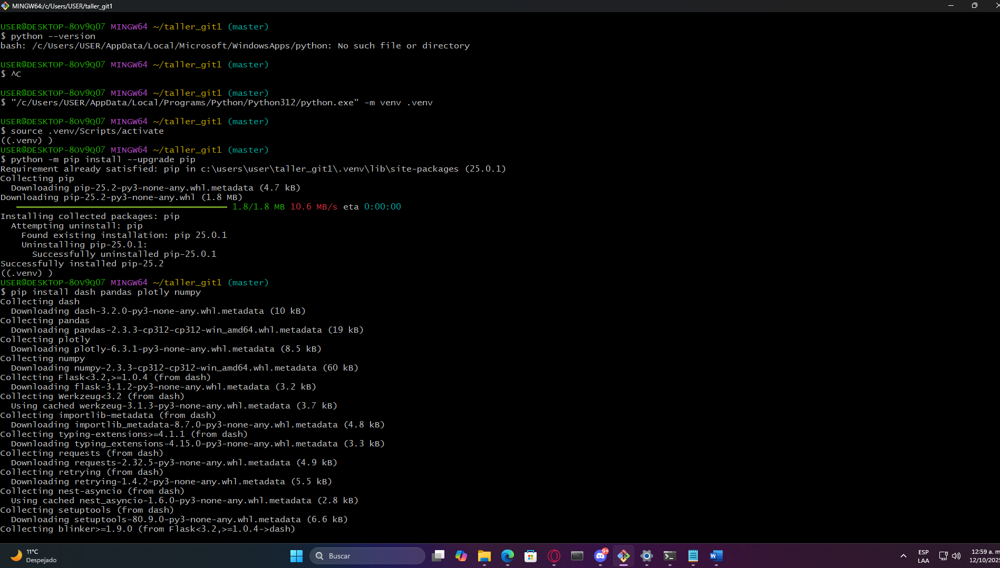 MINGW64:/c/Users/USER/taller_git1
USER@DESKTOP-8OV9Q07 MINGW64 ~/taller_git1 (master)
$ python --version
bash: /c/Users/USER/AppData/Local/Microsoft/WindowsApps/python: No such file or directory
USER@DESKTOP-8OV9Q07 MINGW64 ~/taller_git1 (master)
$ ^C
USER@DESKTOP-8OV9Q07 MINGW64 ~/taller_git1 (master)
$ "/c/Users/USER/AppData/Local/Programs/Python/Python312/python.exe" -m venv .venv
USER@DESKTOP-8OV9Q07 MINGW64 ~/taller_git1 (master)
$ source .venv/Scripts/activate
((.venv) )
USER@DESKTOP-8OV9Q07 MINGW64 ~/taller_git1 (master)
$ python -m pip install --upgrade pip
Requirement already satisfied: pip in c:\users\user\taller_git1\.venv\lib\site-packages (25.0.1)
Collecting pip
  Downloading pip-25.2-py3-none-any.whl.metadata (4.7 kB)
Downloading pip-25.2-py3-none-any.whl (1.8 MB)
1.8/1.8 MB 10.6 MB/s eta 0:00:00
Installing collected packages: pip
  Attempting uninstall: pip
    Found existing installation: pip 25.0.1
    Uninstalling pip-25.0.1:
      Successfully uninstalled pip-25.0.1
Successfully installed pip-25.2
((.venv) )
USER@DESKTOP-8OV9Q07 MINGW64 ~/taller_git1 (master)
$ pip install dash pandas plotly numpy
Collecting dash
  Downloading dash-3.2.0-py3-none-any.whl.metadata (10 kB)
Collecting pandas
  Downloading pandas-2.3.3-cp312-cp312-win_amd64.whl.metadata (19 kB)
Collecting plotly
  Downloading plotly-6.3.1-py3-none-any.whl.metadata (8.5 kB)
Collecting numpy
  Downloading numpy-2.3.3-cp312-cp312-win_amd64.whl.metadata (60 kB)
Collecting Flask<3.2,>=1.0.4 (from dash)
  Downloading flask-3.1.2-py3-none-any.whl.metadata (3.2 kB)
Collecting Werkzeug<3.2 (from dash)
  Using cached werkzeug-3.1.3-py3-none-any.whl.metadata (3.7 kB)
Collecting importlib-metadata (from dash)
  Downloading importlib_metadata-8.7.0-py3-none-any.whl.metadata (4.8 kB)
Collecting typing-extensions>=4.1.1 (from dash)
  Downloading typing_extensions-4.15.0-py3-none-any.whl.metadata (3.3 kB)
Collecting requests (from dash)
  Downloading requests-2.32.5-py3-none-any.whl.metadata (4.9 kB)
Collecting retrying (from dash)
  Downloading retrying-1.4.2-py3-none-any.whl.metadata (5.5 kB)
Collecting nest-asyncio (from dash)
  Using cached nest_asyncio-1.6.0-py3-none-any.whl.metadata (2.8 kB)
Collecting setuptools (from dash)
  Downloading setuptools-80.9.0-py3-none-any.whl.metadata (6.6 kB)
Collecting blinker>=1.9.0 (from Flask<3.2,>=1.0.4->dash)
11°C
Despejado
Buscar
9+
ESP
LAA
12:59 a. m
12/10/202